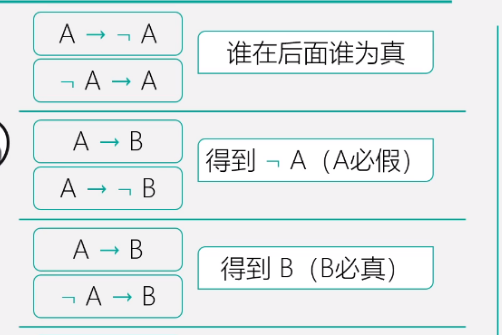 A → ¬ A
谁在后面谁为真
¬ A → A
A → B
得到 ¬ A（A必假）
A → ¬ B
A → B
得到 B（B必真）
¬ A → B